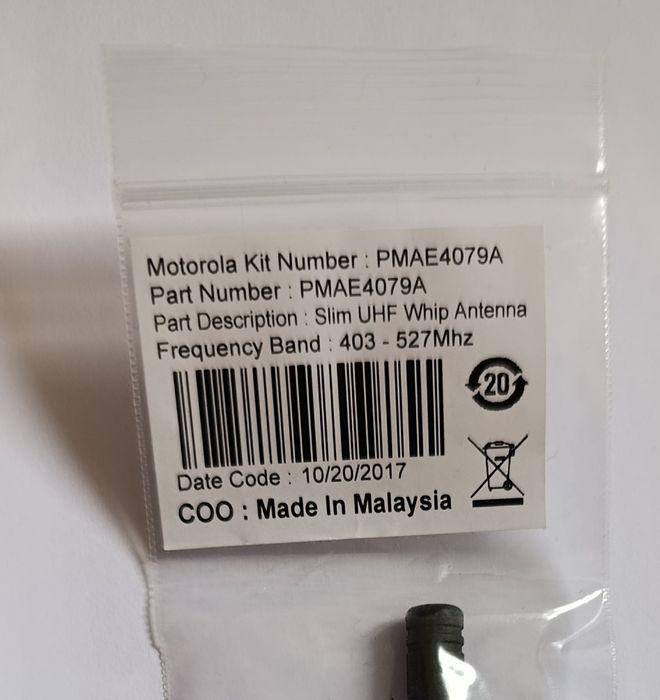 Motorola Kit Number : PMAE4079A
Part Number : PMAE4079A
Part Description : Slim UHF Whip Antenna
Frequency Band : 403 - 527Mhz
20
Date Code : 10/20/2017
COO : Made In Malaysia